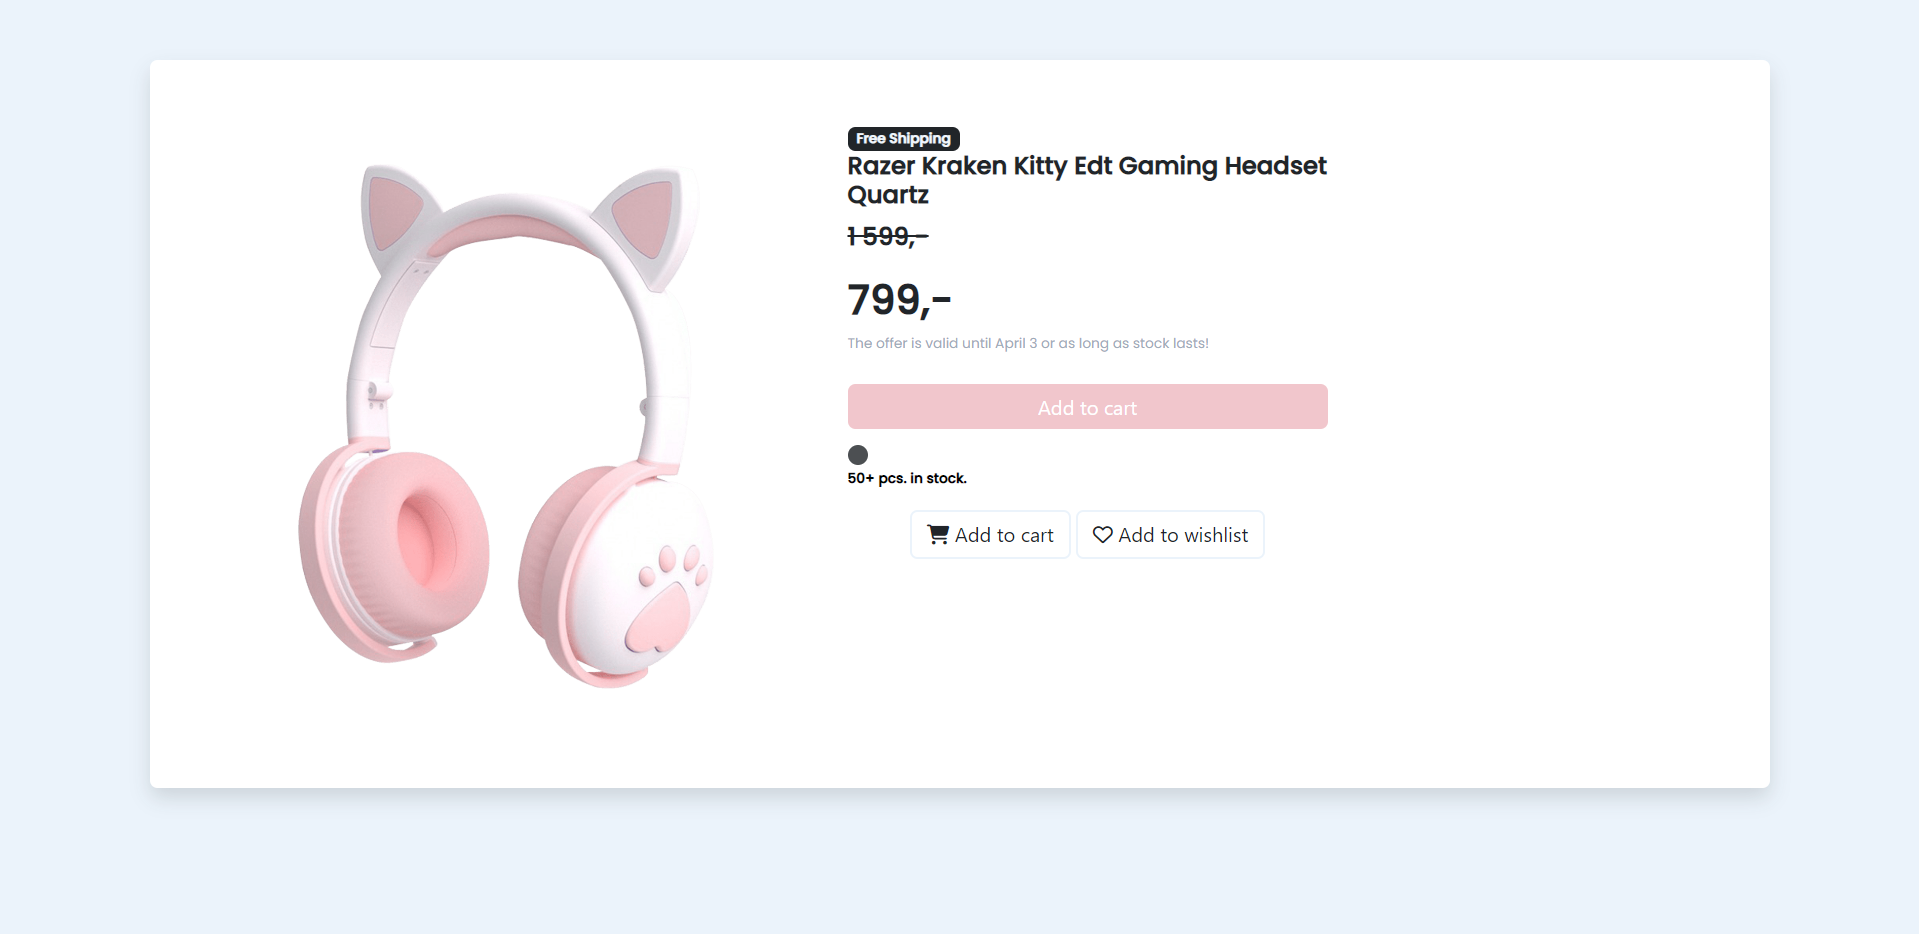 Free Shipping
Razer Kraken Kitty Edt Gaming Headset
Quartz
1 599,-
799,-
The offer is valid until April 3 or as long as stock lasts!
Add to cart
50+ pcs. in stock.
Add to cart
Add to wishlist